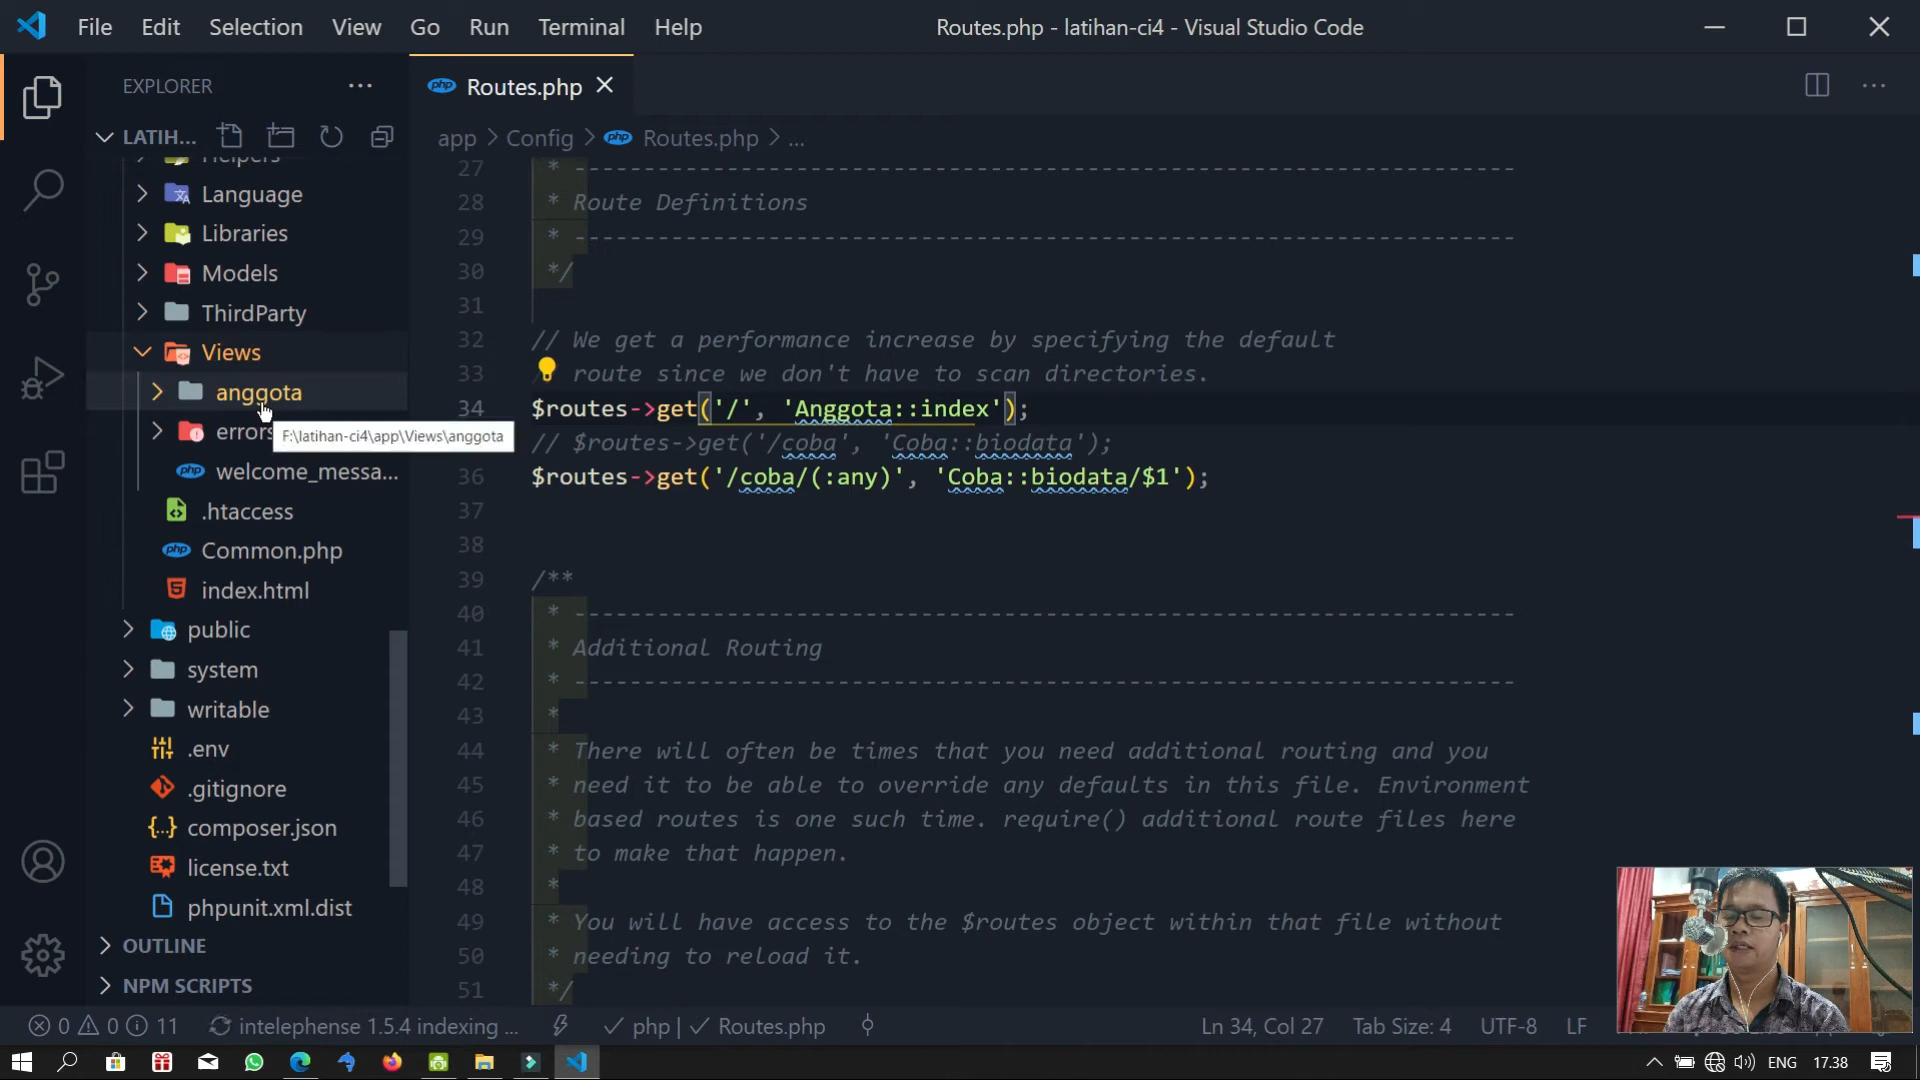 File Edit Selection View Go Run Terminal Help
Routes.php - latihan-ci4 - Visual Studio Code
EXPLORER
LATIH...
Helpers
Language
Libraries
Models
ThirdParty
Views
anggota
errors
F:\latihan-ci4\app\Views\anggota
welcome_messa...
.htaccess
Common.php
index.html
public
system
writable
.env
.gitignore
composer.json
license.txt
phpunit.xml.dist
OUTLINE
NPM SCRIPTS
php Routes.php
app > Config > php Routes.php > ...
27 * --------------------------------------------------------------------
28 * Route Definitions
29 * --------------------------------------------------------------------
30 */
31
32 // We get a performance increase by specifying the default
33 // route since we don't have to scan directories.
34 $routes->get('/', 'Anggota::index');
// $routes->get('/coba', 'Coba::biodata');
36 $routes->get('/coba/(:any)', 'Coba::biodata/$1');
37
38
39 /**
40 * --------------------------------------------------------------------
41 * Additional Routing
42 * --------------------------------------------------------------------
43 *
44 * There will often be times that you need additional routing and you
45 * need it to be able to override any defaults in this file. Environment
46 * based routes is one such time. require() additional route files here
47 * to make that happen.
48 *
49 * You will have access to the $routes object within that file without
50 * needing to reload it.
51 */
0 0 11 intelephense 1.5.4 indexing ... php | Routes.php Ln 34, Col 27 Tab Size: 4 UTF-8 LF
ENG 17.38